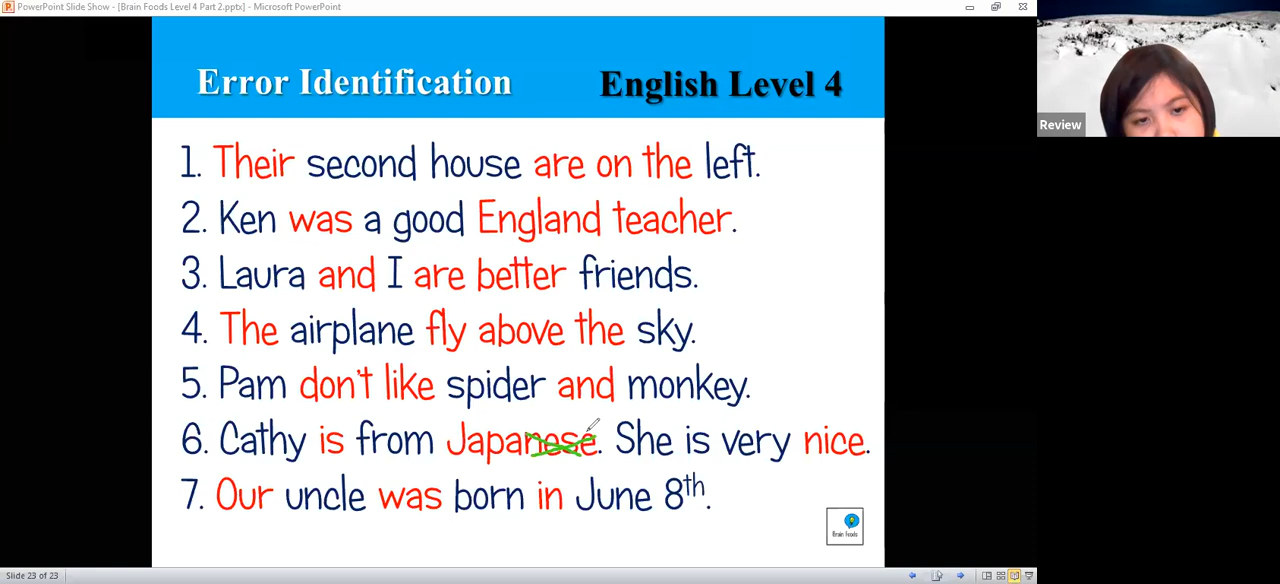 PowerPoint Slide Show - [Brain Foods Level 4 Part 2.pptx] - Microsoft PowerPoint
Error Identification English Level 4
Review
1. Their second house are on the left.
2. Ken was a good England teacher.
3. Laura and I are better friends.
4. The airplane fly above the sky.
5. Pam don't like spider and monkey.
6. Cathy is from Japanese. She is very nice.
7. Our uncle was born in June 8th.
Brain Foods
Slide 23 of 23